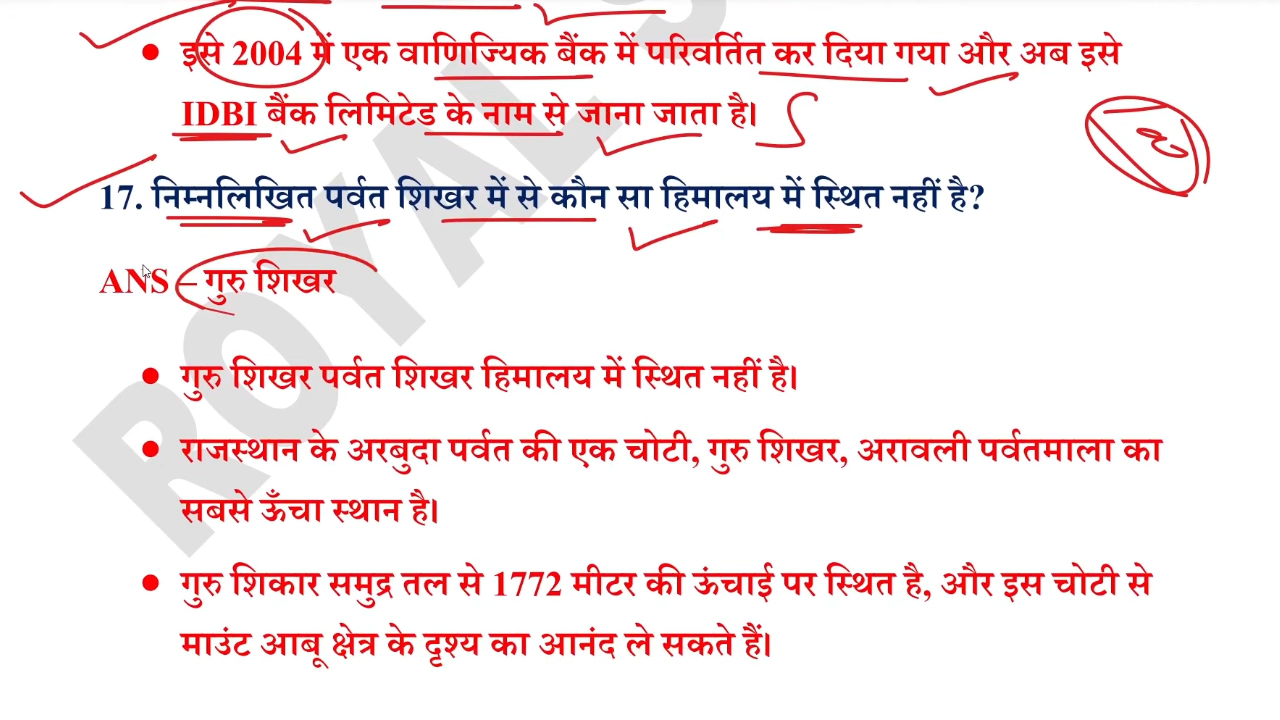 इसे 2004 में एक वाणिज्यिक बैंक में परिवर्तित कर दिया गया और अब इसे
IDBI बैंक लिमिटेड के नाम से जाना जाता है।
17. निम्नलिखित पर्वत शिखर में से कौन सा हिमालय में स्थित नहीं है?
ANS – गुरु शिखर
गुरु शिखर पर्वत शिखर हिमालय में स्थित नहीं है।
राजस्थान के अरबुदा पर्वत की एक चोटी, गुरु शिखर, अरावली पर्वतमाला का
सबसे ऊँचा स्थान है।
गुरु शिकार समुद्र तल से 1772 मीटर की ऊंचाई पर स्थित है, और इस चोटी से
माउंट आबू क्षेत्र के दृश्य का आनंद ले सकते हैं।
ROYAL S